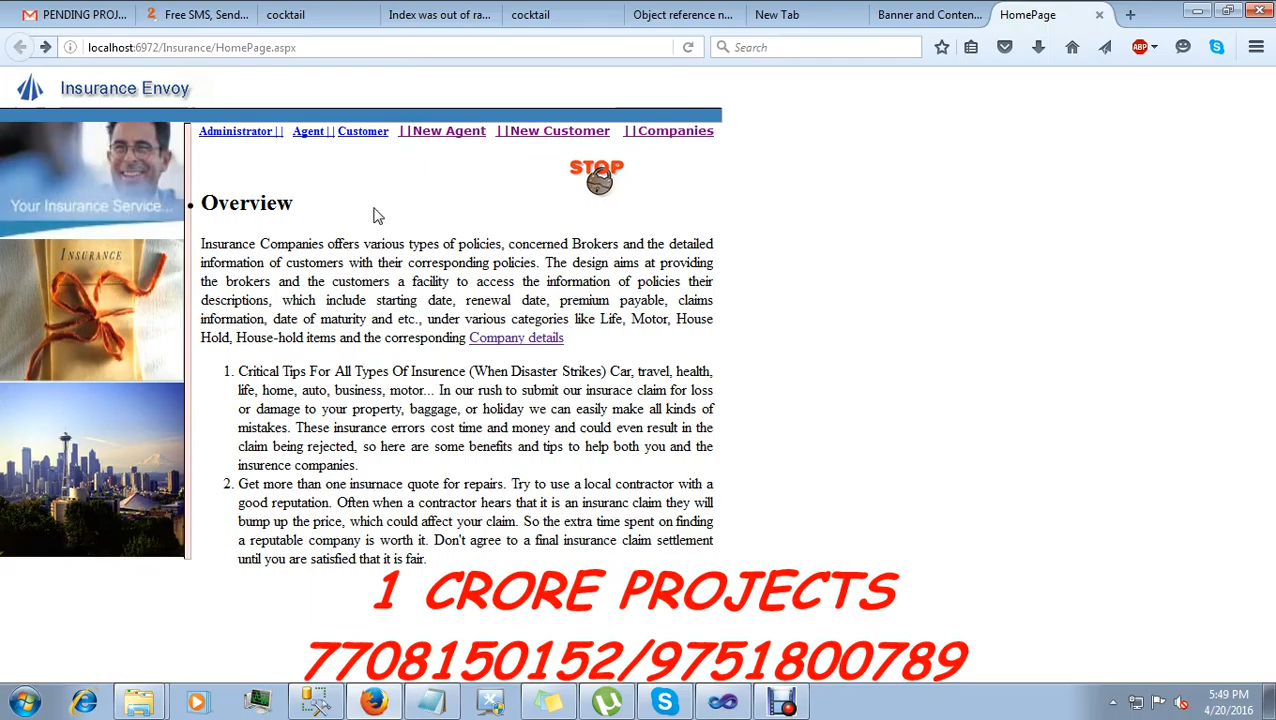 PENDING PROJ...
Free SMS, Send...
cocktail
Index was out of ra...
cocktail
Object reference n...
New Tab
Banner and Conten...
HomePage
localhost:6972/Insurance/HomePage.aspx
Search
ABP
Insurance Envoy
Administrator || Agent || Customer ||New Agent ||New Customer ||Companies
STOP
Your Insurance Service...
INSURANCE
Overview
Insurance Companies offers various types of policies, concerned Brokers and the detailed
information of customers with their corresponding policies. The design aims at providing
the brokers and the customers a facility to access the information of policies their
descriptions, which include starting date, renewal date, premium payable, claims
information, date of maturity and etc., under various categories like Life, Motor, House
Hold, House-hold items and the corresponding Company details
1. Critical Tips For All Types Of Insurence (When Disaster Strikes) Car, travel, health,
life, home, auto, business, motor... In our rush to submit our insurace claim for loss
or damage to your property, baggage, or holiday we can easily make all kinds of
mistakes. These insurance errors cost time and money and could even result in the
claim being rejected, so here are some benefits and tips to help both you and the
insurence companies.
2. Get more than one insurnace quote for repairs. Try to use a local contractor with a
good reputation. Often when a contractor hears that it is an insuranc claim they will
bump up the price, which could affect your claim. So the extra time spent on finding
a reputable company is worth it. Don't agree to a final insurance claim settlement
until you are satisfied that it is fair.
1 CRORE PROJECTS
7708150152/9751800789
5:49 PM
4/20/2016